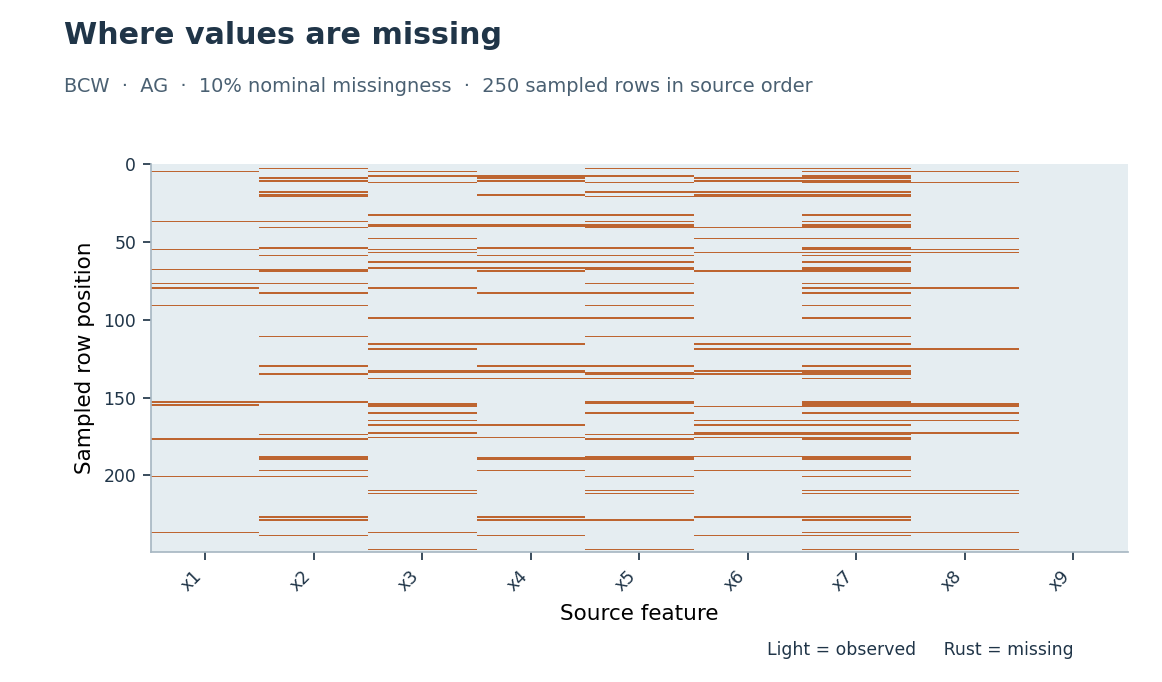 Where values are missing
BCW · AG · 10% nominal missingness · 250 sampled rows in source order
0
50
100
150
200
Sampled row position
x1 x2 x3 x4 x5 x6 x7 x8 x9
Source feature
Light = observed Rust = missing